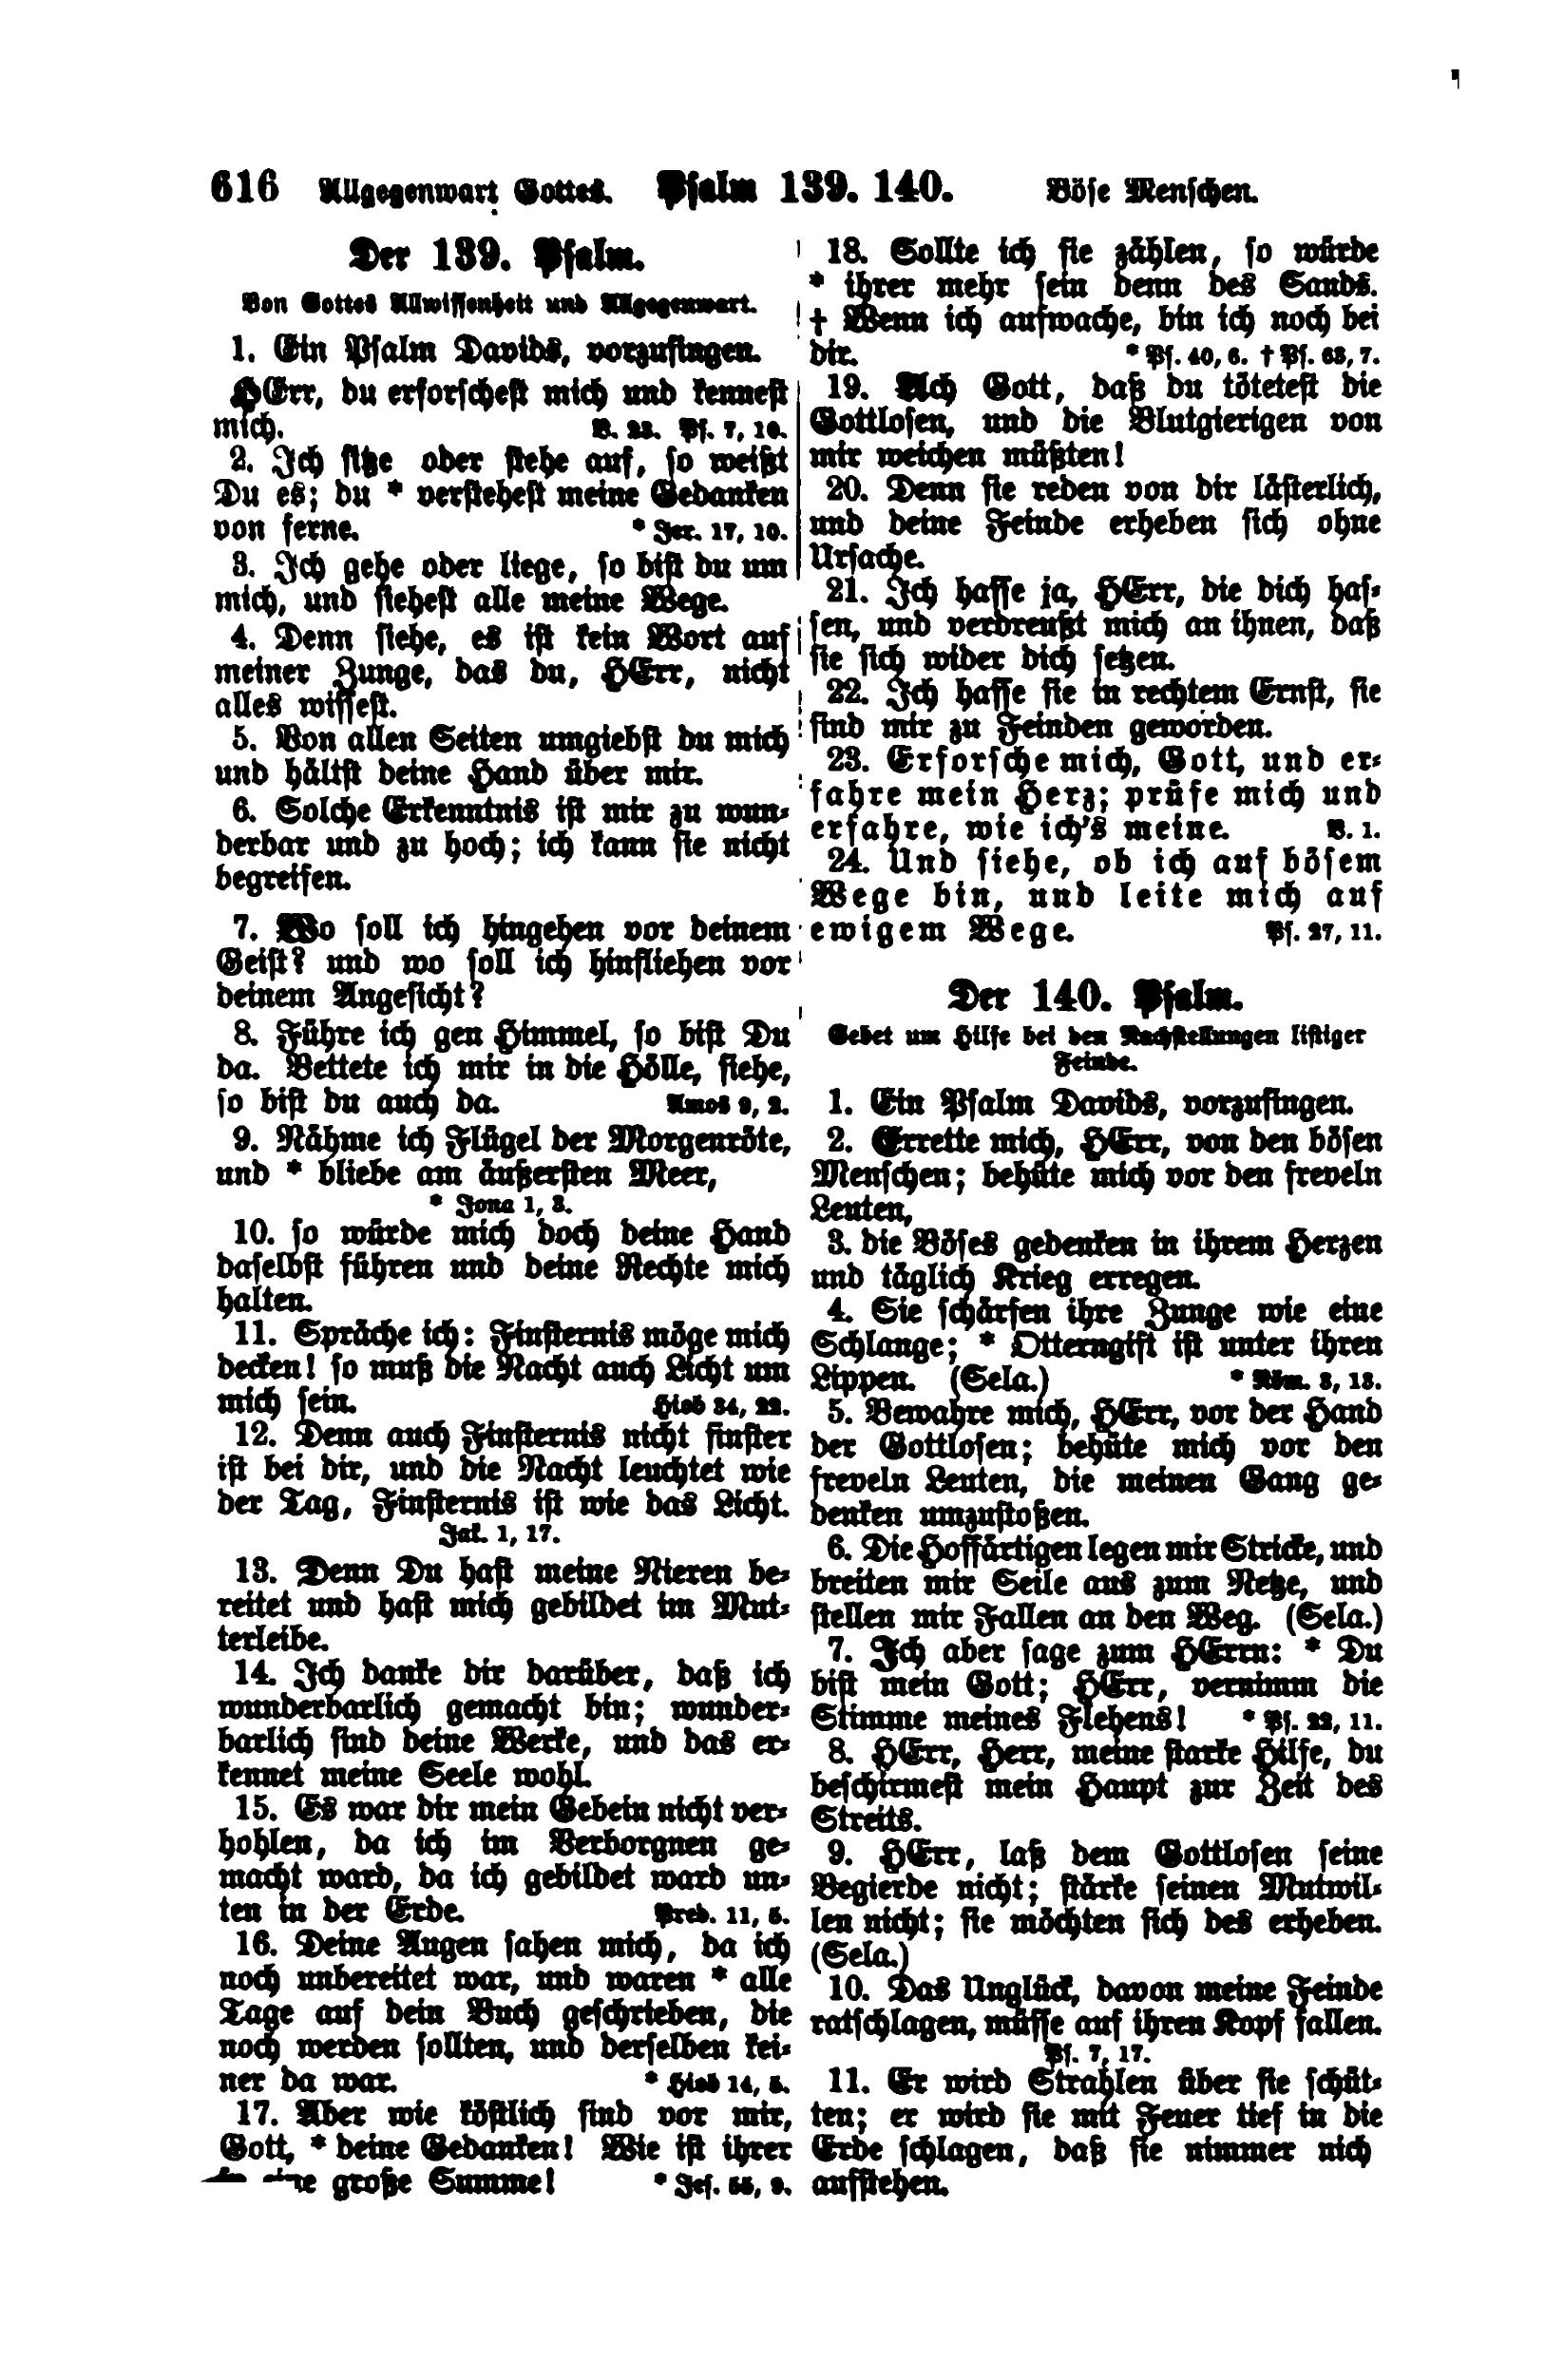 616 Allgegenwart Gottes. Psalm 139. 140. Böse Menschen.
Der 139. Psalm.
Von Gottes Allwissenheit und Allgegenwart.
1. Ein Psalm Davids, vorzusingen.
HErr, du erforschest mich und kennest
mich. V. 23. Ps. 7, 10.
2. Ich sitze oder stehe auf, so weißt
Du es; du * verstehest meine Gedanken
von ferne. * Jer. 17, 10.
3. Ich gehe oder liege, so bist du um
mich, und siehest alle meine Wege.
4. Denn siehe, es ist kein Wort auf
meiner Zunge, das du, HErr, nicht
alles wissest.
5. Von allen Seiten umgiebst du mich
und hältst deine Hand über mir.
6. Solche Erkenntnis ist mir zu wun-
derbar und zu hoch; ich kann sie nicht
begreifen.
7. Wo soll ich hingehen vor deinem
Geist? und wo soll ich hinfliehen vor
deinem Angesicht?
8. Führe ich gen Himmel, so bist Du
da. Bettete ich mir in die Hölle, siehe,
so bist du auch da. Amos 9, 2.
9. Nähme ich Flügel der Morgenröte,
und * bliebe am äußersten Meer,
* Jona 1, 3.
10. so würde mich doch deine Hand
daselbst führen und deine Rechte mich
halten.
11. Spräche ich: Finsternis möge mich
decken! so muß die Nacht auch Licht um
mich sein. Hiob 34, 22.
12. Denn auch Finsternis nicht finster
ist bei dir, und die Nacht leuchtet wie
der Tag, Finsternis ist wie das Licht.
Jak. 1, 17.
13. Denn Du hast meine Nieren be-
reitet und hast mich gebildet im Mut-
terleibe.
14. Ich danke dir darüber, daß ich
wunderbarlich gemacht bin; wunder-
barlich sind deine Werke, und das er-
kennet meine Seele wohl.
15. Es war dir mein Gebein nicht ver-
hohlen, da ich im Verborgnen ge-
macht ward, da ich gebildet ward un-
ten in der Erde. Pred. 11, 5.
16. Deine Augen sahen mich, da ich
noch unbereitet war, und waren * alle
Tage auf dein Buch geschrieben, die
noch werden sollten, und derselben kei-
ner da war. * Hiob 14, 5.
17. Aber wie köstlich sind vor mir,
Gott, * deine Gedanken! Wie ist ihrer
große Summe! * Jes. 55, 9.
18. Sollte ich sie zählen, so würde
* ihrer mehr sein denn des Sands.
† Wenn ich aufwache, bin ich noch bei
dir. * Ps. 40, 6. † Ps. 63, 7.
19. Ach Gott, daß du tötetest die
Gottlosen, und die Blutgierigen von
mir weichen müßten!
20. Denn sie reden von dir lästerlich,
und deine Feinde erheben sich ohne
Ursache.
21. Ich hasse ja, HErr, die dich has-
sen, und verdreußt mich an ihnen, daß
sie sich wider dich setzen.
22. Ich hasse sie in rechtem Ernst, sie
sind mir zu Feinden geworden.
23. Erforsche mich, Gott, und er-
fahre mein Herz; prüfe mich und
erfahre, wie ich's meine. V. 1.
24. Und siehe, ob ich auf bösem
Wege bin, und leite mich auf
ewigem Wege. Ps. 27, 11.
Der 140. Psalm.
Gebet um Hilfe bei den Nachstellungen listiger
Feinde.
1. Ein Psalm Davids, vorzusingen.
2. Errette mich, HErr, von den bösen
Menschen; behüte mich vor den freveln
Leuten,
3. die Böses gedenken in ihrem Herzen
und täglich Krieg erregen.
4. Sie schärfen ihre Zunge wie eine
Schlange; * Otterngift ist unter ihren
Lippen. (Sela.) * Röm. 3, 13.
5. Bewahre mich, HErr, vor der Hand
der Gottlosen; behüte mich vor den
freveln Leuten, die meinen Gang ge-
denken umzustoßen.
6. Die Hoffärtigen legen mir Stricke, und
breiten mir Seile aus zum Netze, und
stellen mir Fallen an den Weg. (Sela.)
7. Ich aber sage zum HErrn: * Du
bist mein Gott; HErr, vernimm die
Stimme meines Flehens! * Ps. 22, 11.
8. HErr, Herr, meine starke Hilfe, du
beschirmest mein Haupt zur Zeit des
Streits.
9. HErr, laß dem Gottlosen seine
Begierde nicht; stärke seinen Mutwil-
len nicht; sie möchten sich des erheben.
(Sela.)
10. Das Unglück, davon meine Feinde
ratschlagen, müsse auf ihren Kopf fallen.
Ps. 7, 17.
11. Er wird Strahlen über sie schüt-
ten; er wird sie mit Feuer tief in die
Erde schlagen, daß sie nimmer nich
aufstehen.